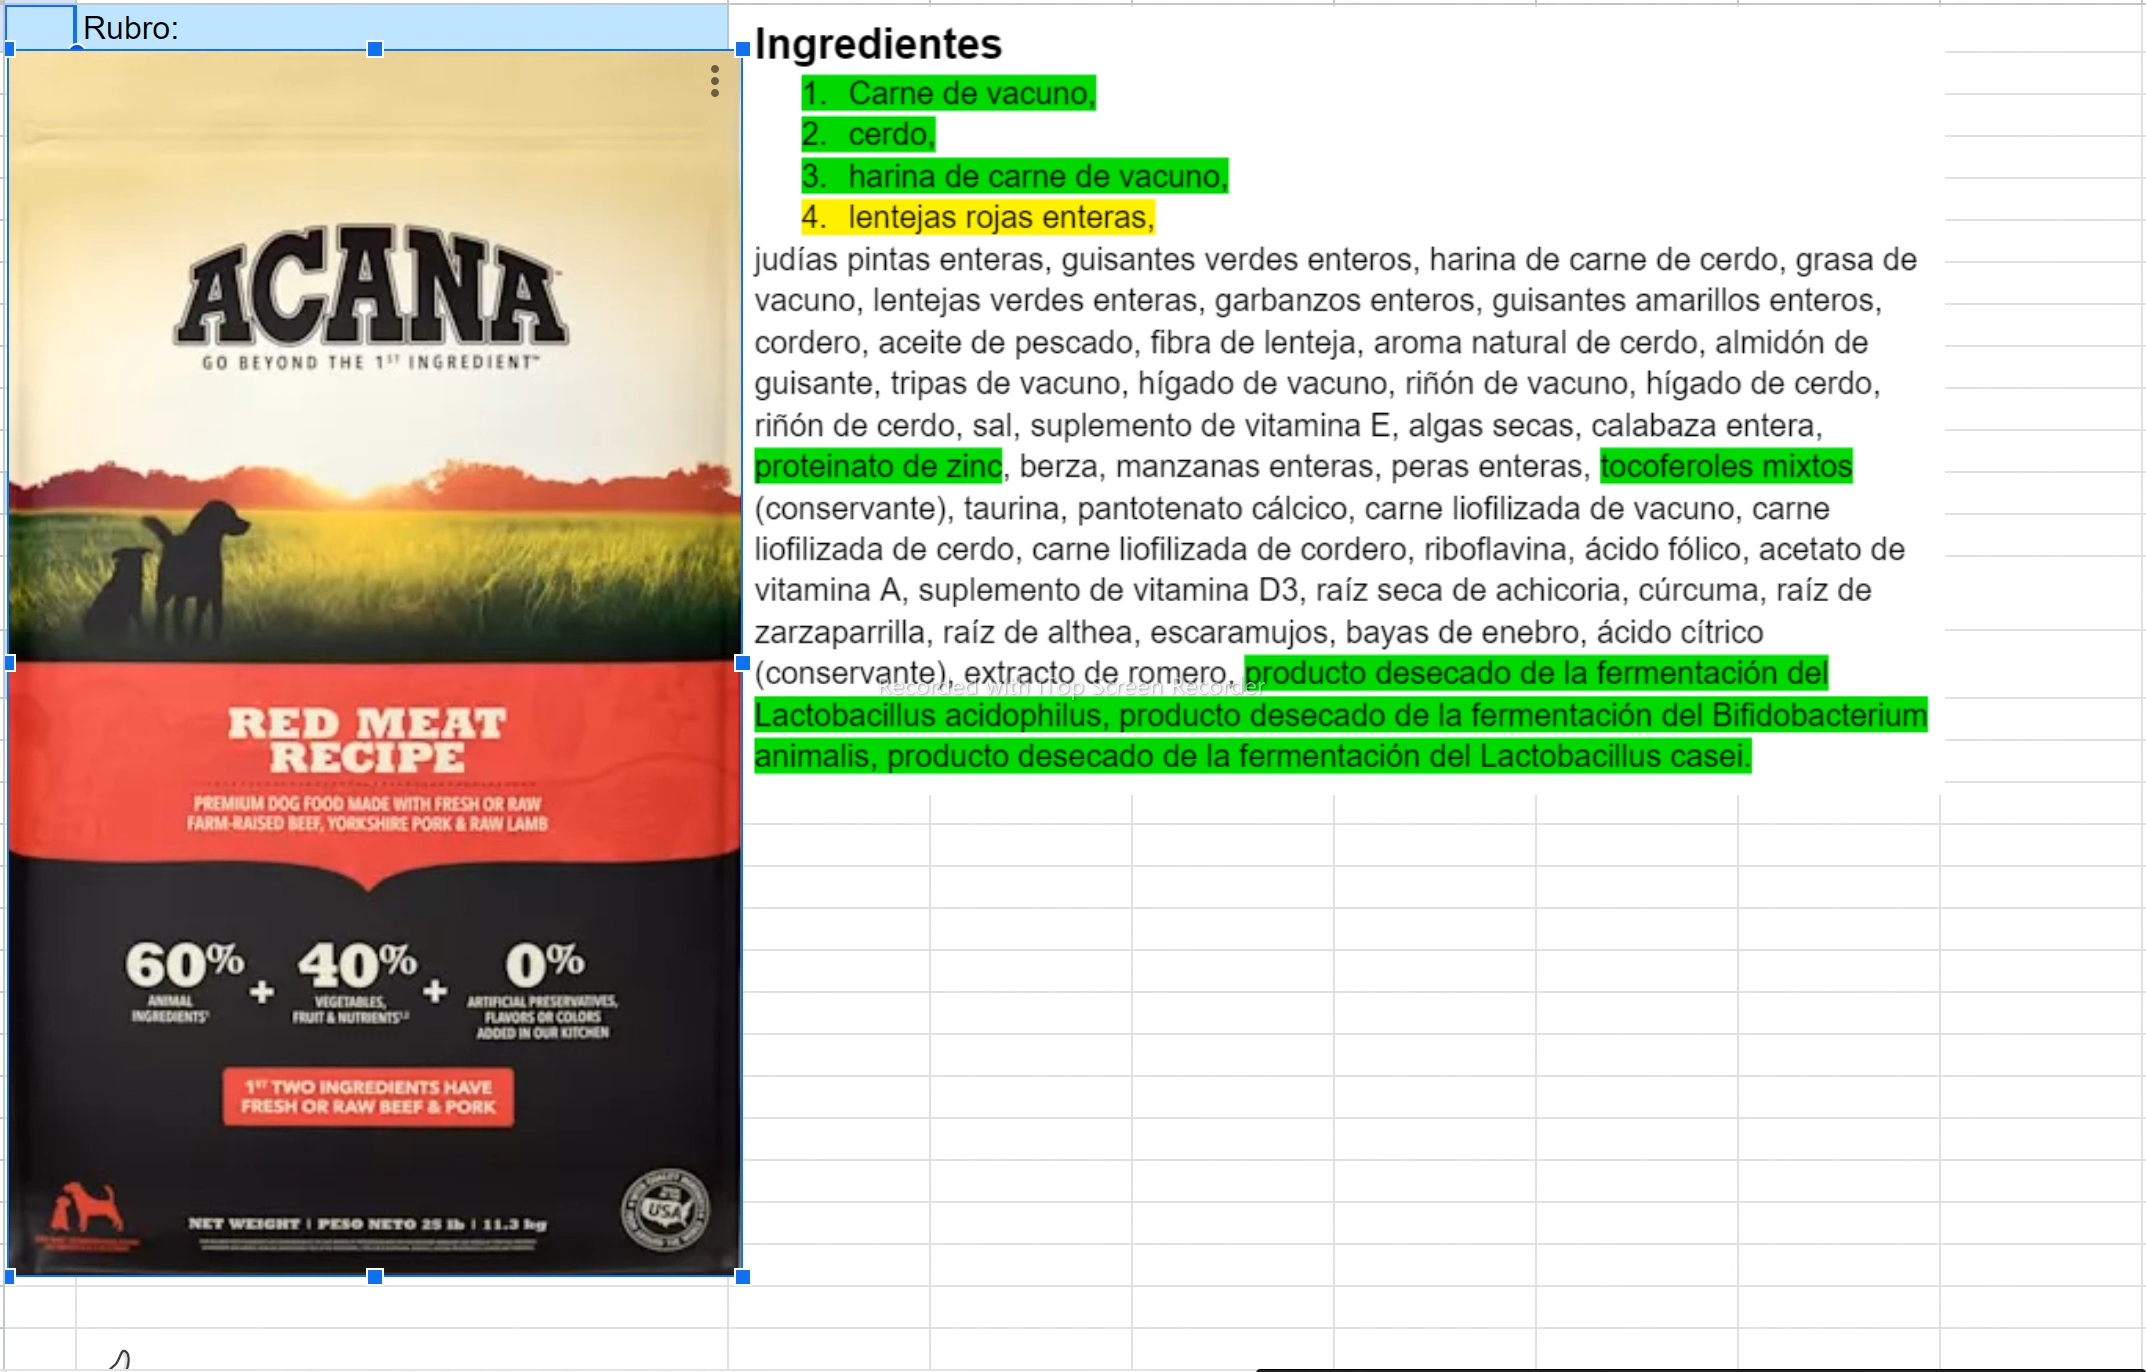 Rubro:
ACANA
GO BEYOND THE 1ST INGREDIENT™
RED MEAT
RECIPE
PREMIUM DOG FOOD MADE WITH FRESH OR RAW
FARM-RAISED BEEF, YORKSHIRE PORK & RAW LAMB
60% + 40% + 0%
ANIMAL
INGREDIENTS
VEGETABLES,
FRUIT & NUTRIENTS
ARTIFICIAL PRESERVATIVES,
FLAVORS OR COLORS
ADDED IN OUR KITCHEN
1ST TWO INGREDIENTS HAVE
FRESH OR RAW BEEF & PORK
NET WEIGHT | PESO NETO 25 lb | 11.3 kg
USA
Ingredientes
1. Carne de vacuno,
2. cerdo,
3. harina de carne de vacuno,
4. lentejas rojas enteras,
judías pintas enteras, guisantes verdes enteros, harina de carne de cerdo, grasa de
vacuno, lentejas verdes enteras, garbanzos enteros, guisantes amarillos enteros,
cordero, aceite de pescado, fibra de lenteja, aroma natural de cerdo, almidón de
guisante, tripas de vacuno, hígado de vacuno, riñón de vacuno, hígado de cerdo,
riñón de cerdo, sal, suplemento de vitamina E, algas secas, calabaza entera,
proteinato de zinc, berza, manzanas enteras, peras enteras, tocoferoles mixtos
(conservante), taurina, pantotenato cálcico, carne liofilizada de vacuno, carne
liofilizada de cerdo, carne liofilizada de cordero, riboflavina, ácido fólico, acetato de
vitamina A, suplemento de vitamina D3, raíz seca de achicoria, cúrcuma, raíz de
zarzaparrilla, raíz de althea, escaramujos, bayas de enebro, ácido cítrico
(conservante), extracto de romero, producto desecado de la fermentación del
Recorded with iTop Screen Recorder
Lactobacillus acidophilus, producto desecado de la fermentación del Bifidobacterium
animalis, producto desecado de la fermentación del Lactobacillus casei.